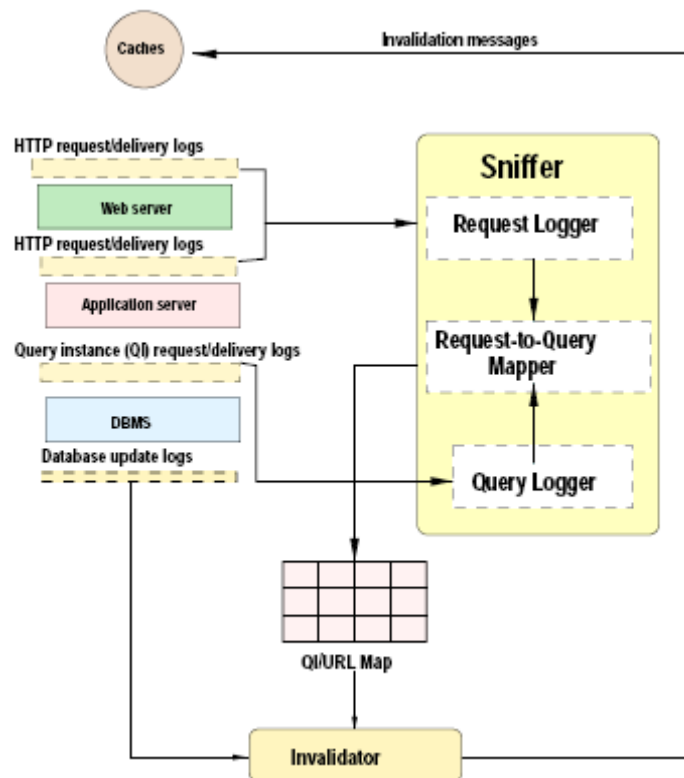 Caches
Invalidation messages
HTTP request/delivery logs
Web server
HTTP request/delivery logs
Application server
Query instance (QI) request/delivery logs
DBMS
Database update logs
Sniffer
Request Logger
Request-to-Query
Mapper
Query Logger
QI/URL Map
Invalidator